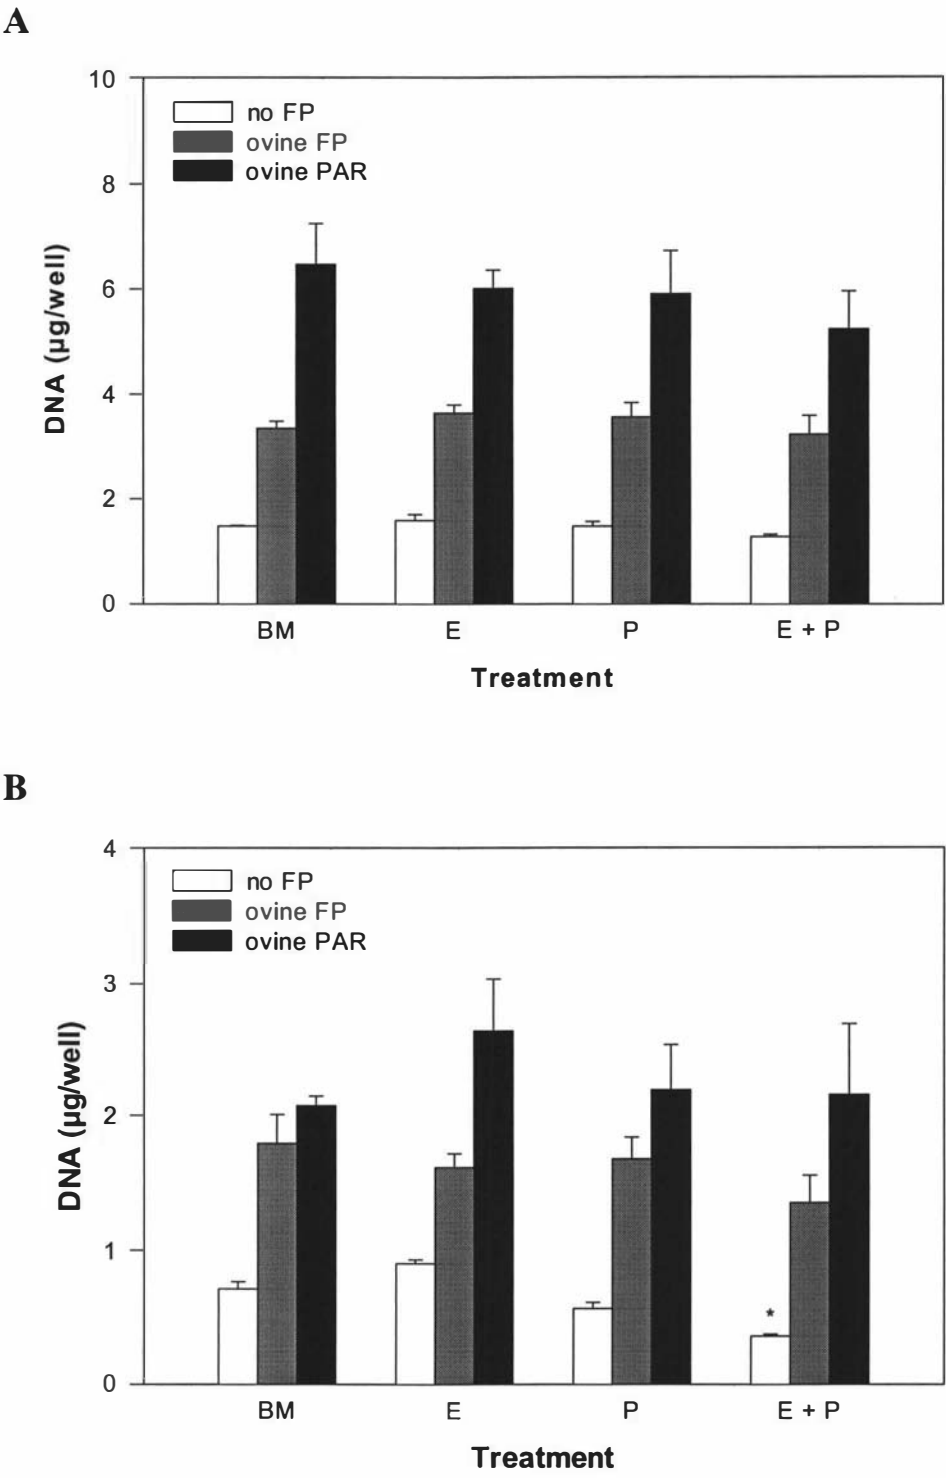 A
10
8
6
4
2
0
DNA (µg/well)
no FP
ovine FP
ovine PAR
BM E P E + P
Treatment
B
4
3
2
1
0
DNA (µg/well)
no FP
ovine FP
ovine PAR
*
BM E P E + P
Treatment